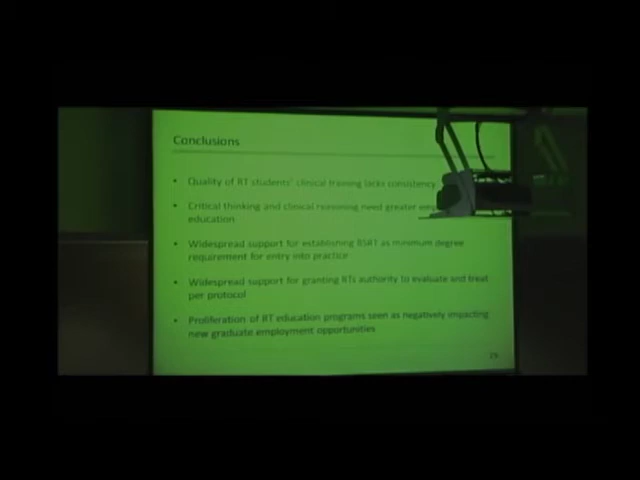 Conclusions
• Quality of RT students' clinical training lacks consistency
• Critical thinking and clinical reasoning need greater
education
• Widespread support for establishing BSRT as minimum degree
requirement for entry into practice
• Widespread support for granting RTs authority to evaluate and treat
per protocol
• Proliferation of RT education programs seen as negatively impacting
new graduate employment opportunities